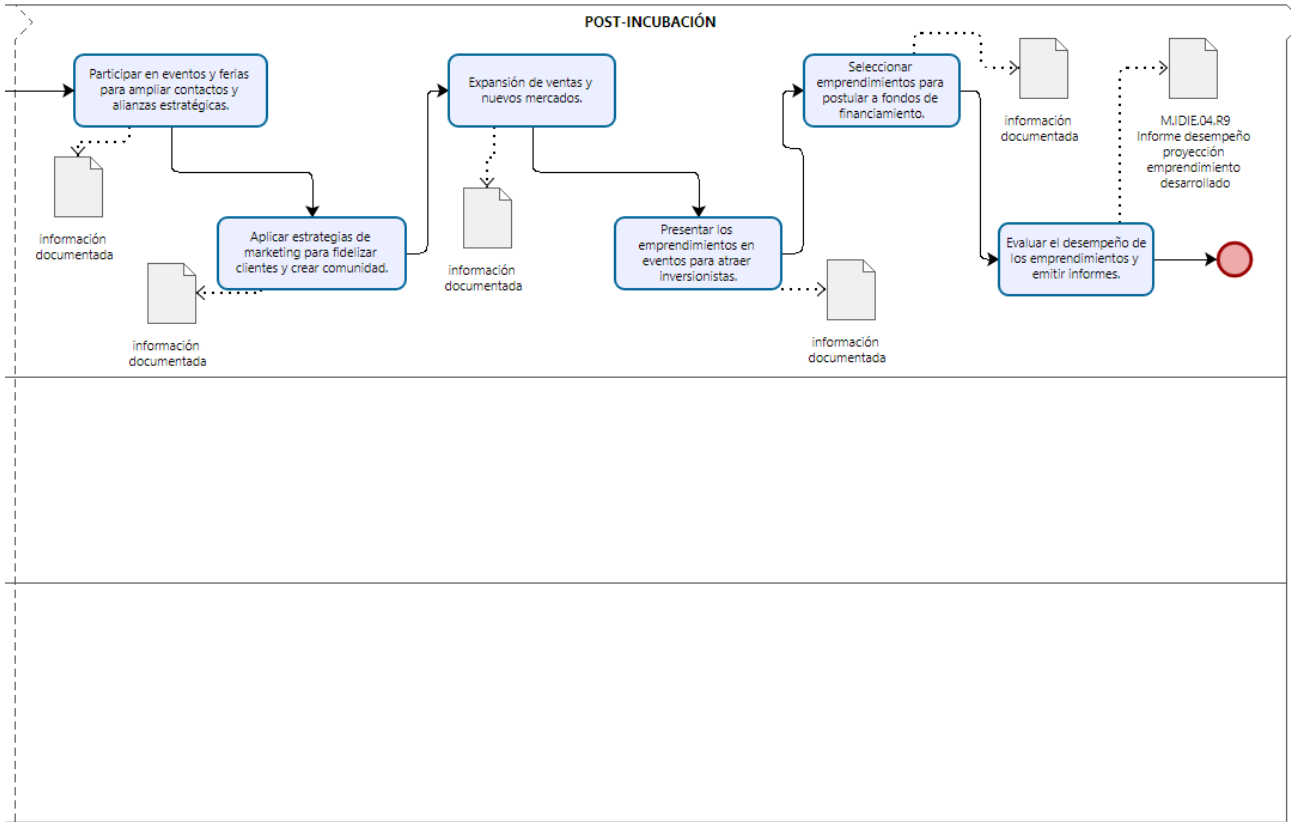 POST-INCUBACIÓN
Participar en eventos y ferias
para ampliar contactos y
alianzas estratégicas.
información
documentada
Aplicar estrategias de
marketing para fidelizar
clientes y crear comunidad.
información
documentada
Expansión de ventas y
nuevos mercados.
información
documentada
Presentar los
emprendimientos en
eventos para atraer
inversionistas.
información
documentada
Seleccionar
emprendimientos para
postular a fondos de
financiamiento.
información
documentada
Evaluar el desempeño de
los emprendimientos y
emitir informes.
M.IDIE.04.R9
Informe desempeño
proyección
emprendimiento
desarrollado